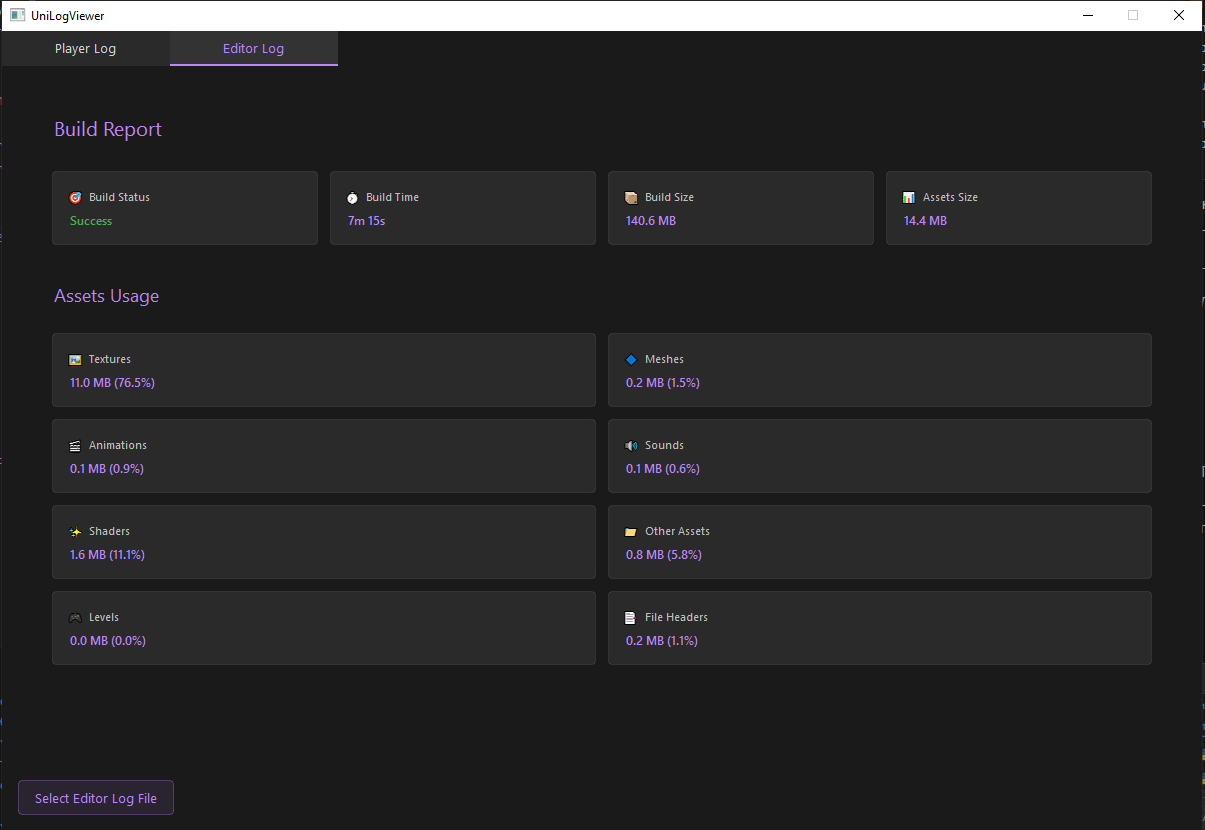 UniLogViewer
Player Log
Editor Log
Build Report
Build Status
Success
Build Time
7m 15s
Build Size
140.6 MB
Assets Size
14.4 MB
Assets Usage
Textures
11.0 MB (76.5%)
Meshes
0.2 MB (1.5%)
Animations
0.1 MB (0.9%)
Sounds
0.1 MB (0.6%)
Shaders
1.6 MB (11.1%)
Other Assets
0.8 MB (5.8%)
Levels
0.0 MB (0.0%)
File Headers
0.2 MB (1.1%)
Select Editor Log File